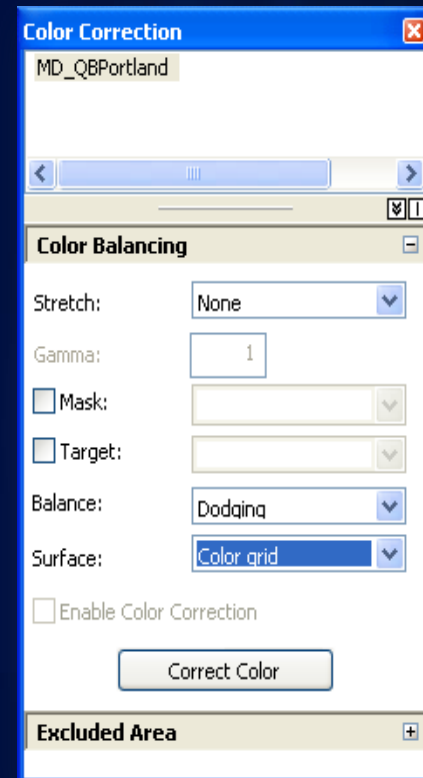 Color Correction
MD_QBPortland
Color Balancing
Stretch: None
Gamma: 1
Mask:
Target:
Balance: Dodging
Surface: Color grid
Enable Color Correction
Correct Color
Excluded Area